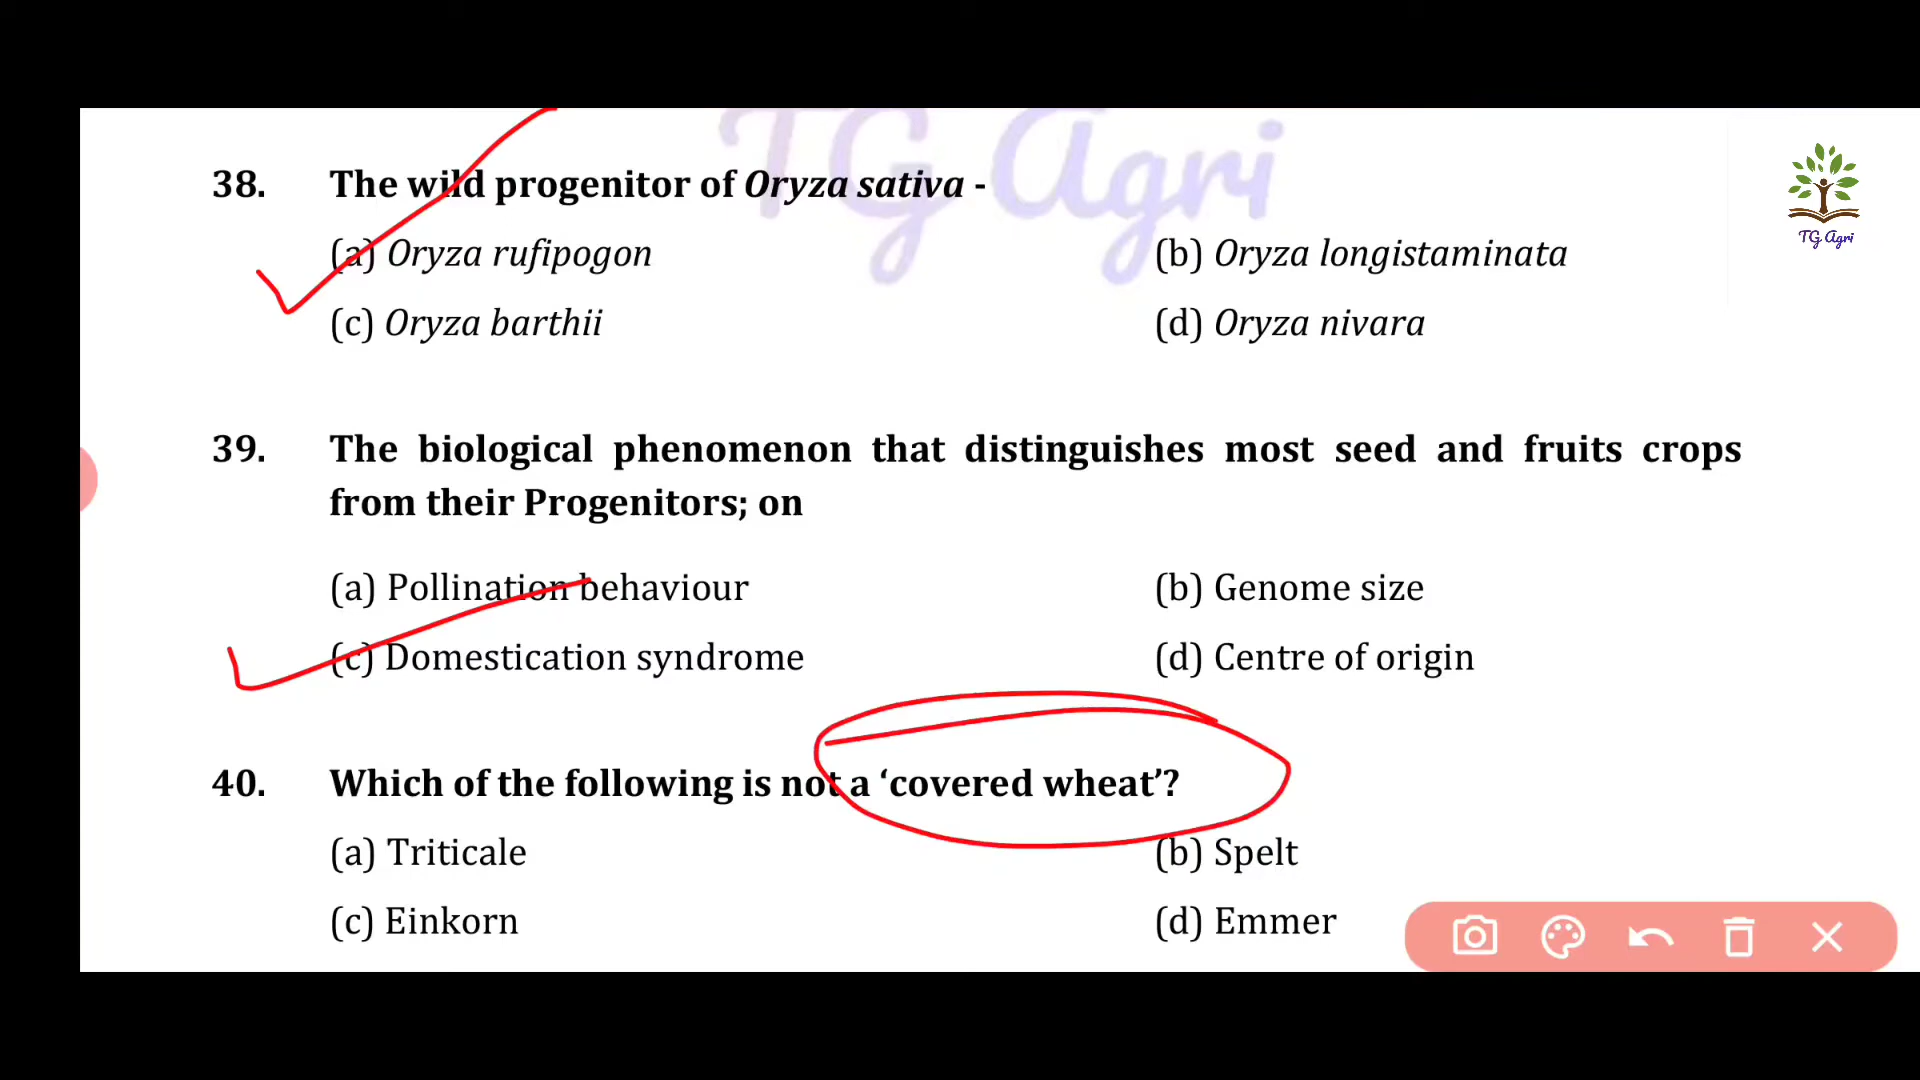 TG Agri
38. The wild progenitor of Oryza sativa -
(a) Oryza rufipogon (b) Oryza longistaminata
TG Agri
(c) Oryza barthii (d) Oryza nivara
39. The biological phenomenon that distinguishes most seed and fruits crops
from their Progenitors; on
(a) Pollination behaviour (b) Genome size
(c) Domestication syndrome (d) Centre of origin
40. Which of the following is not a ‘covered wheat’?
(a) Triticale (b) Spelt
(c) Einkorn (d) Emmer